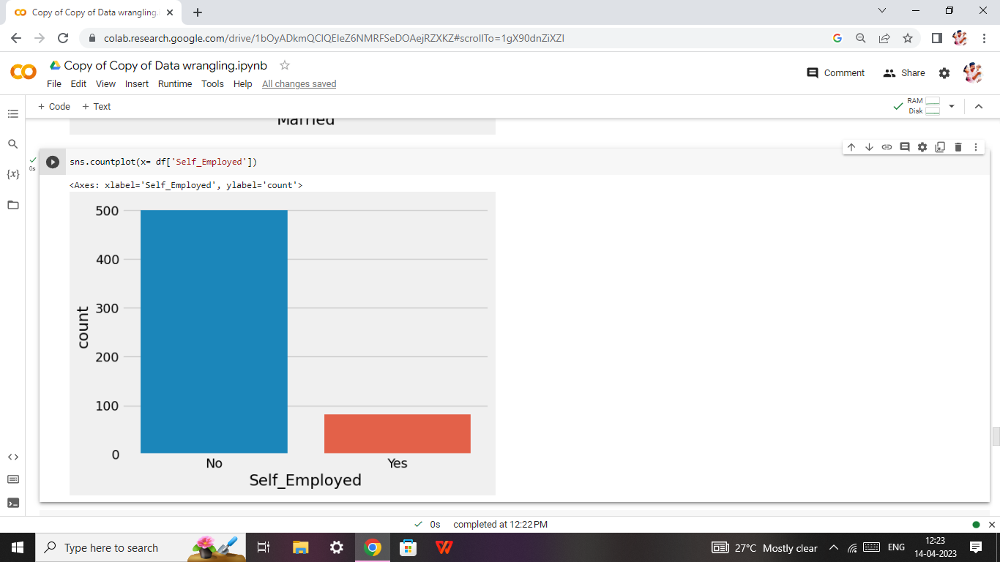 Copy of Copy of Data wrangling.
colab.research.google.com/drive/1bOyADkmQCIQEIeZ6NMRFSeDOAejRZXKZ#scrollTo=1gX90dnZiXZI
Copy of Copy of Data wrangling.ipynb
File Edit View Insert Runtime Tools Help All changes saved
Comment Share
+ Code + Text
RAM
Disk
Married
{x}
0s
sns.countplot(x= df['Self_Employed'])
<Axes: xlabel='Self_Employed', ylabel='count'>
500
400
300
200
100
0
count
No Yes
Self_Employed
0s completed at 12:22 PM
Type here to search
27°C Mostly clear
ENG
12:23
14-04-2023